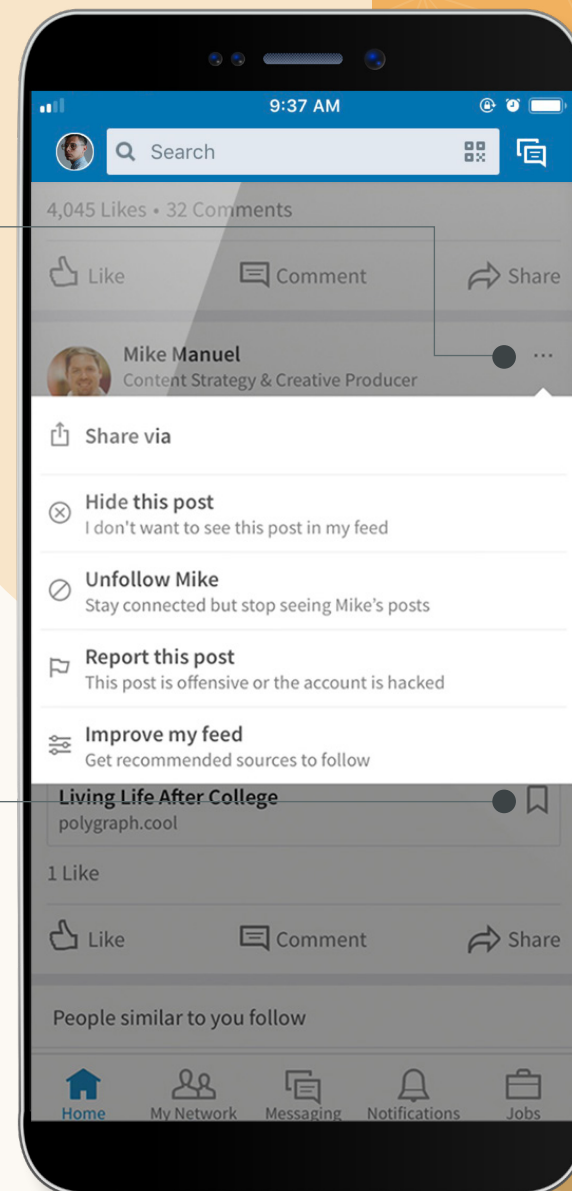 9:37 AM
Search
4,045 Likes • 32 Comments
Like Comment Share
Mike Manuel
Content Strategy & Creative Producer
Share via
Hide this post
I don't want to see this post in my feed
Unfollow Mike
Stay connected but stop seeing Mike's posts
Report this post
This post is offensive or the account is hacked
Improve my feed
Get recommended sources to follow
Living Life After College
polygraph.cool
1 Like
Like Comment Share
People similar to you follow
Home My Network Messaging Notifications Jobs